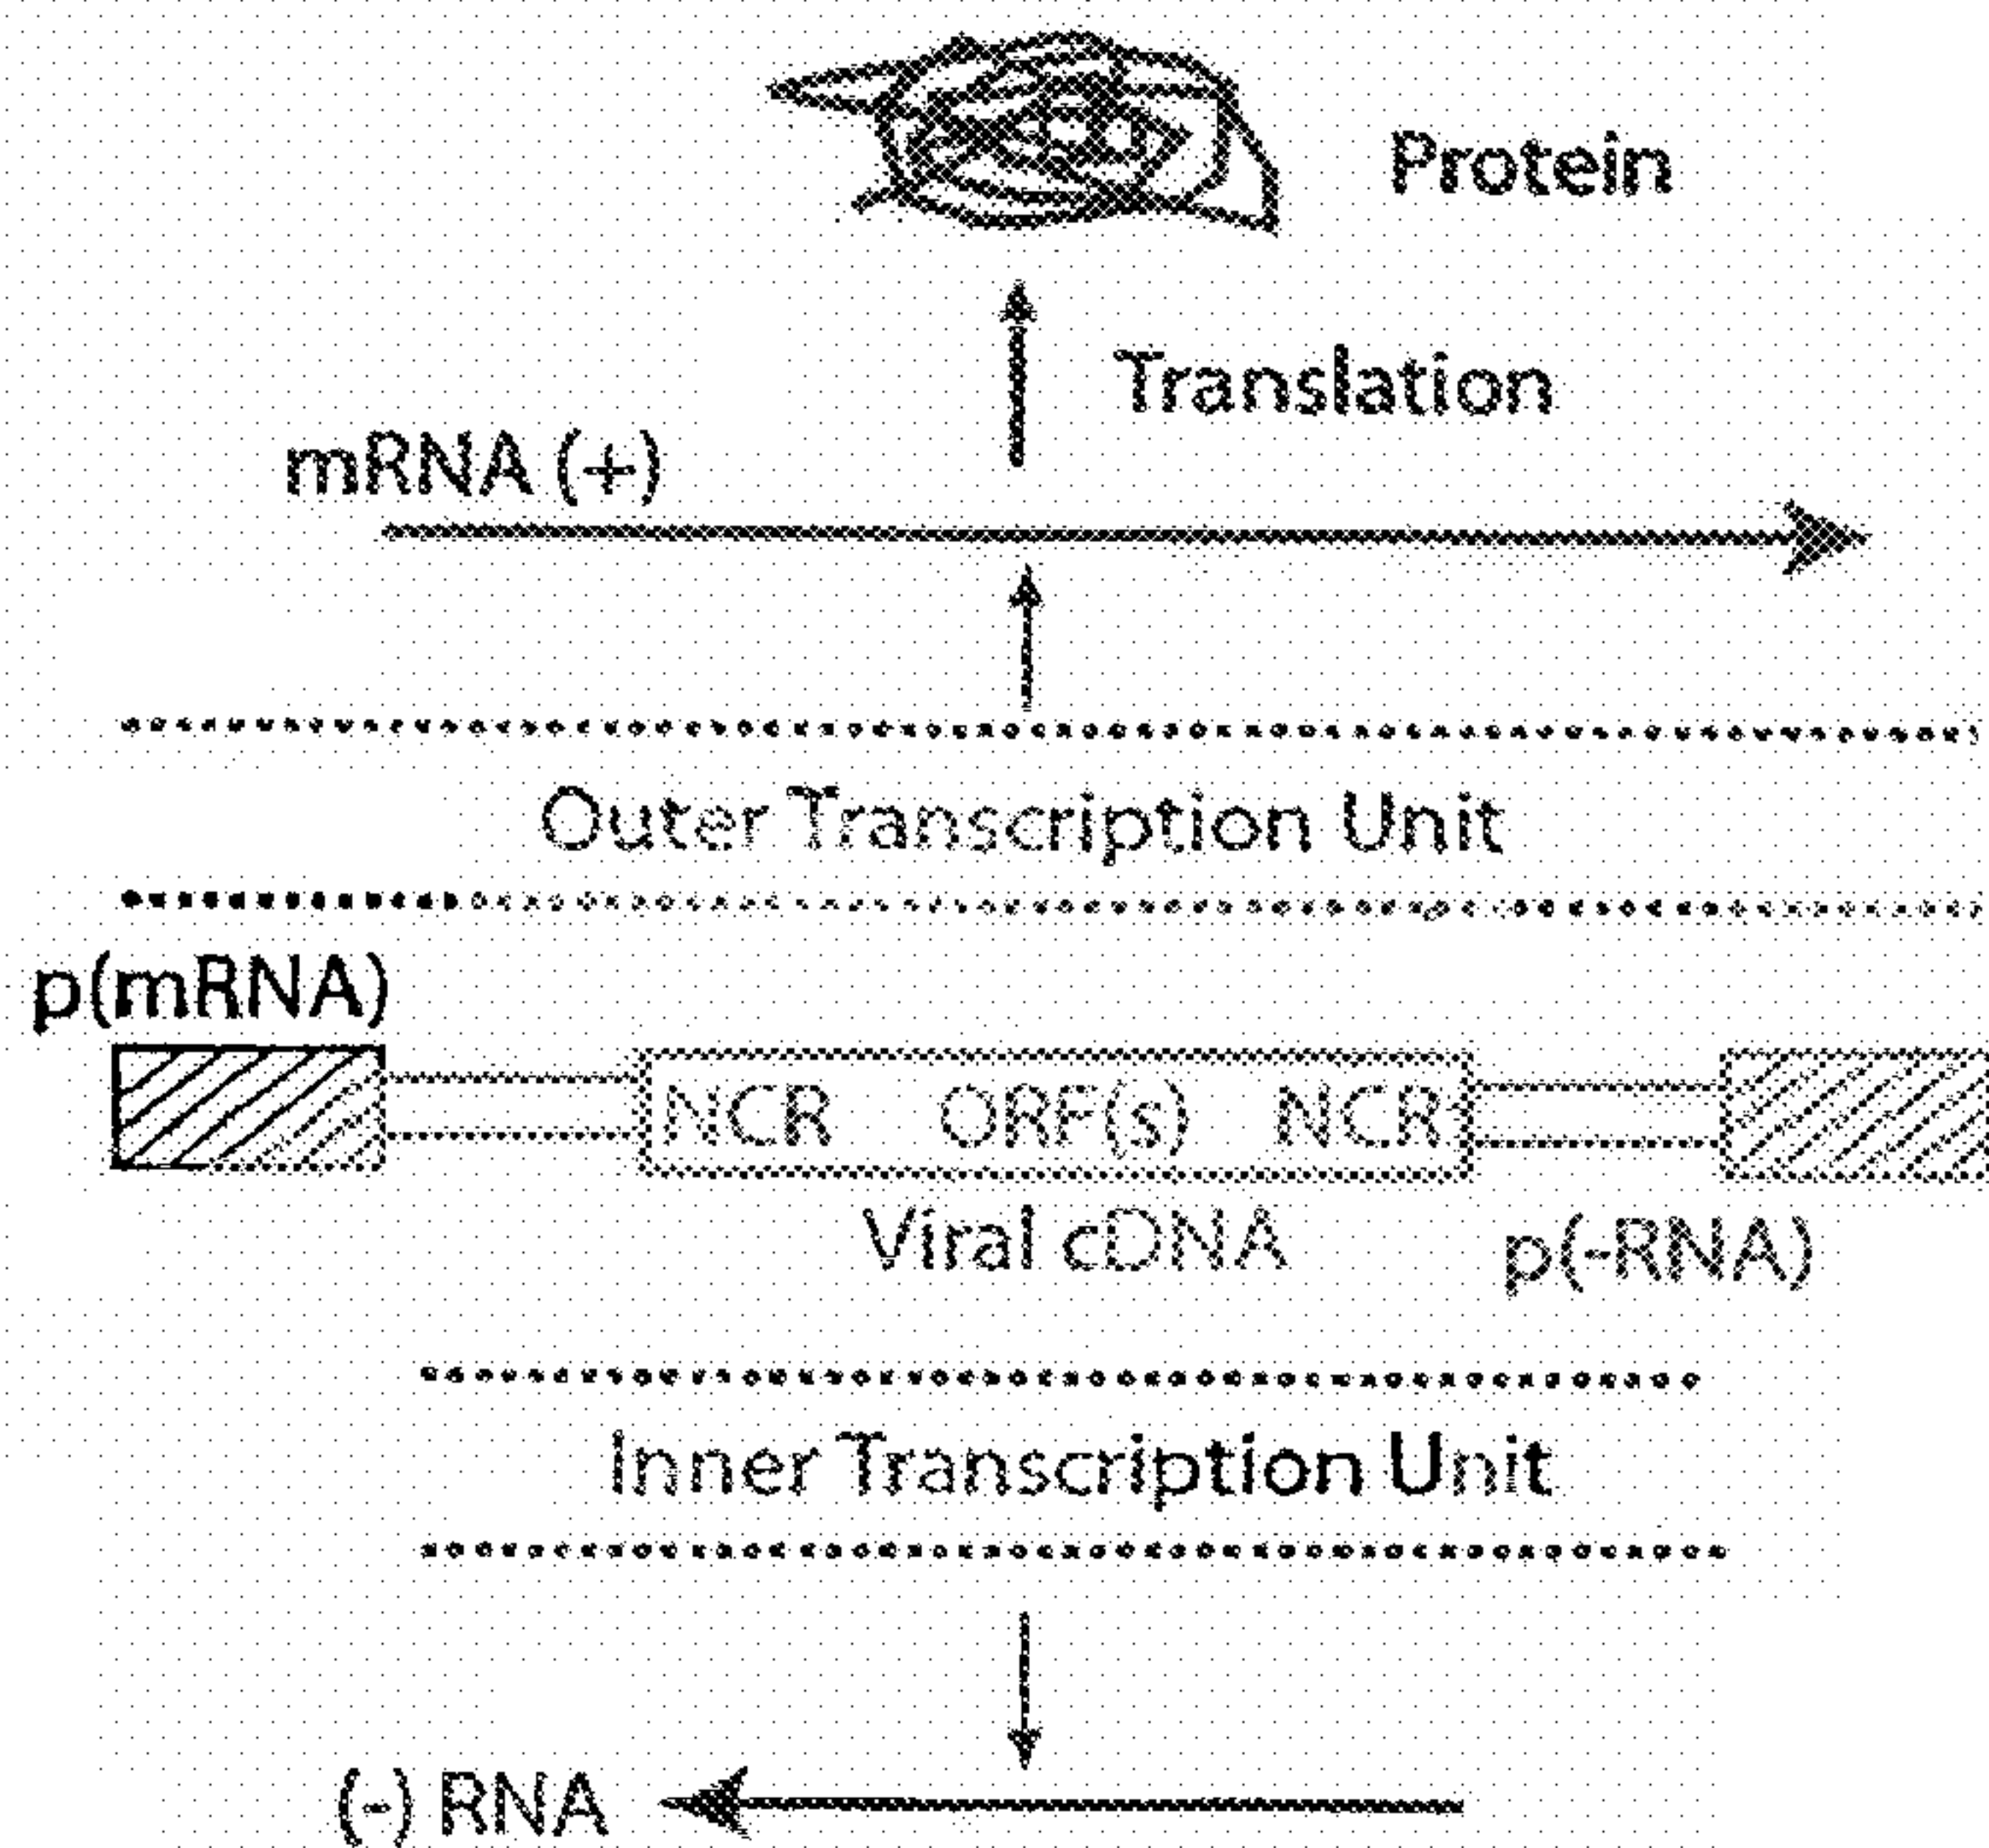 Protein
Translation
mRNA (+)
Outer Transcription Unit
p(mRNA)
NCR ORF(s) NCR
Viral cDNA
p(-RNA)
Inner Transcription Unit
(-) RNA